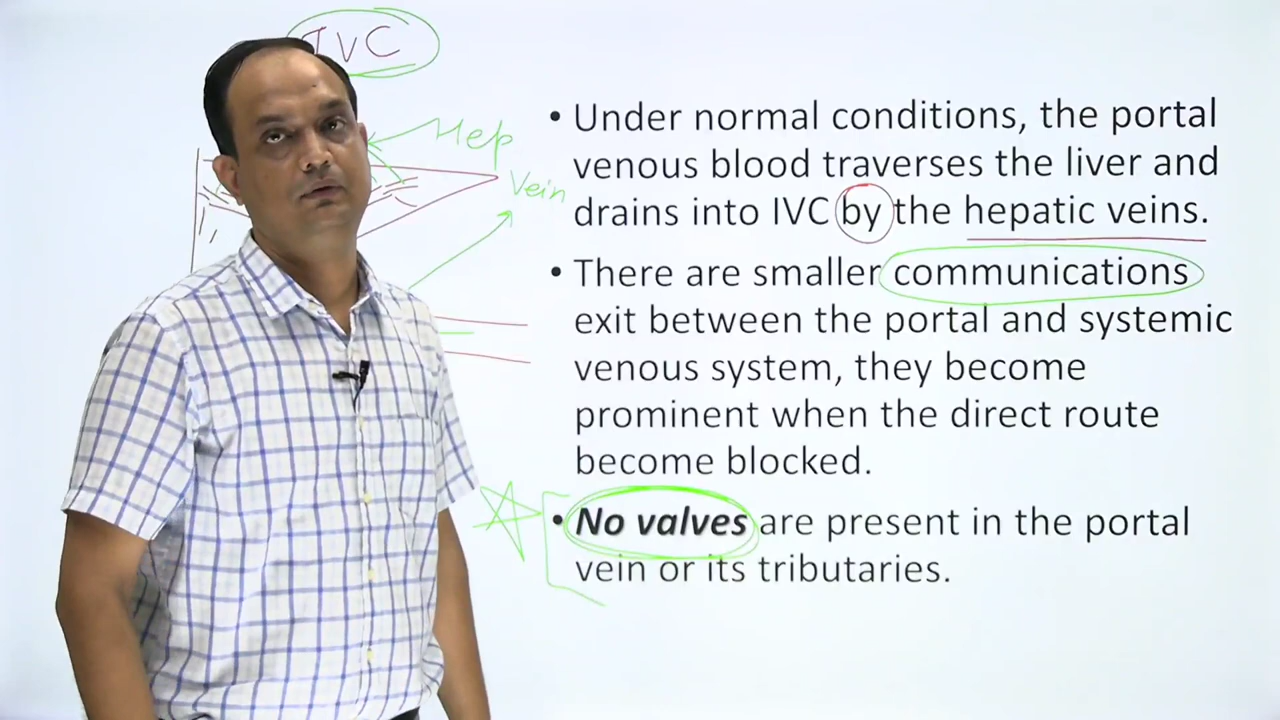 IVC
Hep
Vein
• Under normal conditions, the portal
venous blood traverses the liver and
drains into IVC by the hepatic veins.
• There are smaller communications
exit between the portal and systemic
venous system, they become
prominent when the direct route
become blocked.
• No valves are present in the portal
vein or its tributaries.